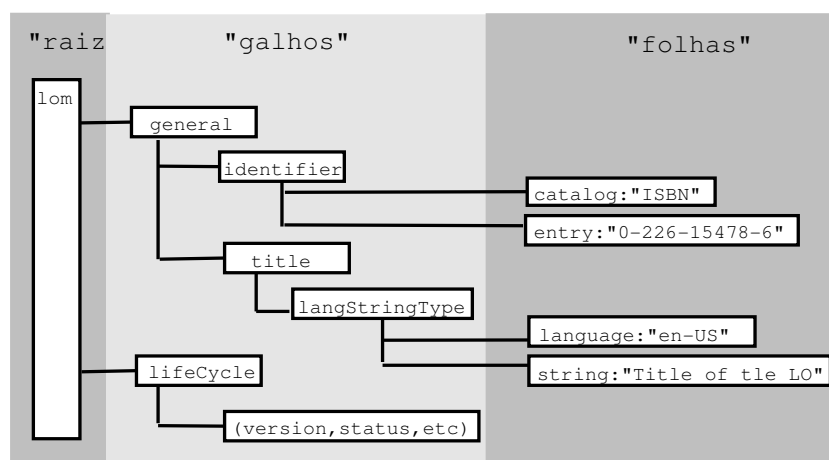 "raiz
"galhos"
"folhas"
lom
general
identifier
catalog:"ISBN"
entry:"0-226-15478-6"
title
langStringType
language:"en-US"
string:"Title of tle LO"
lifeCycle
(version,status,etc)